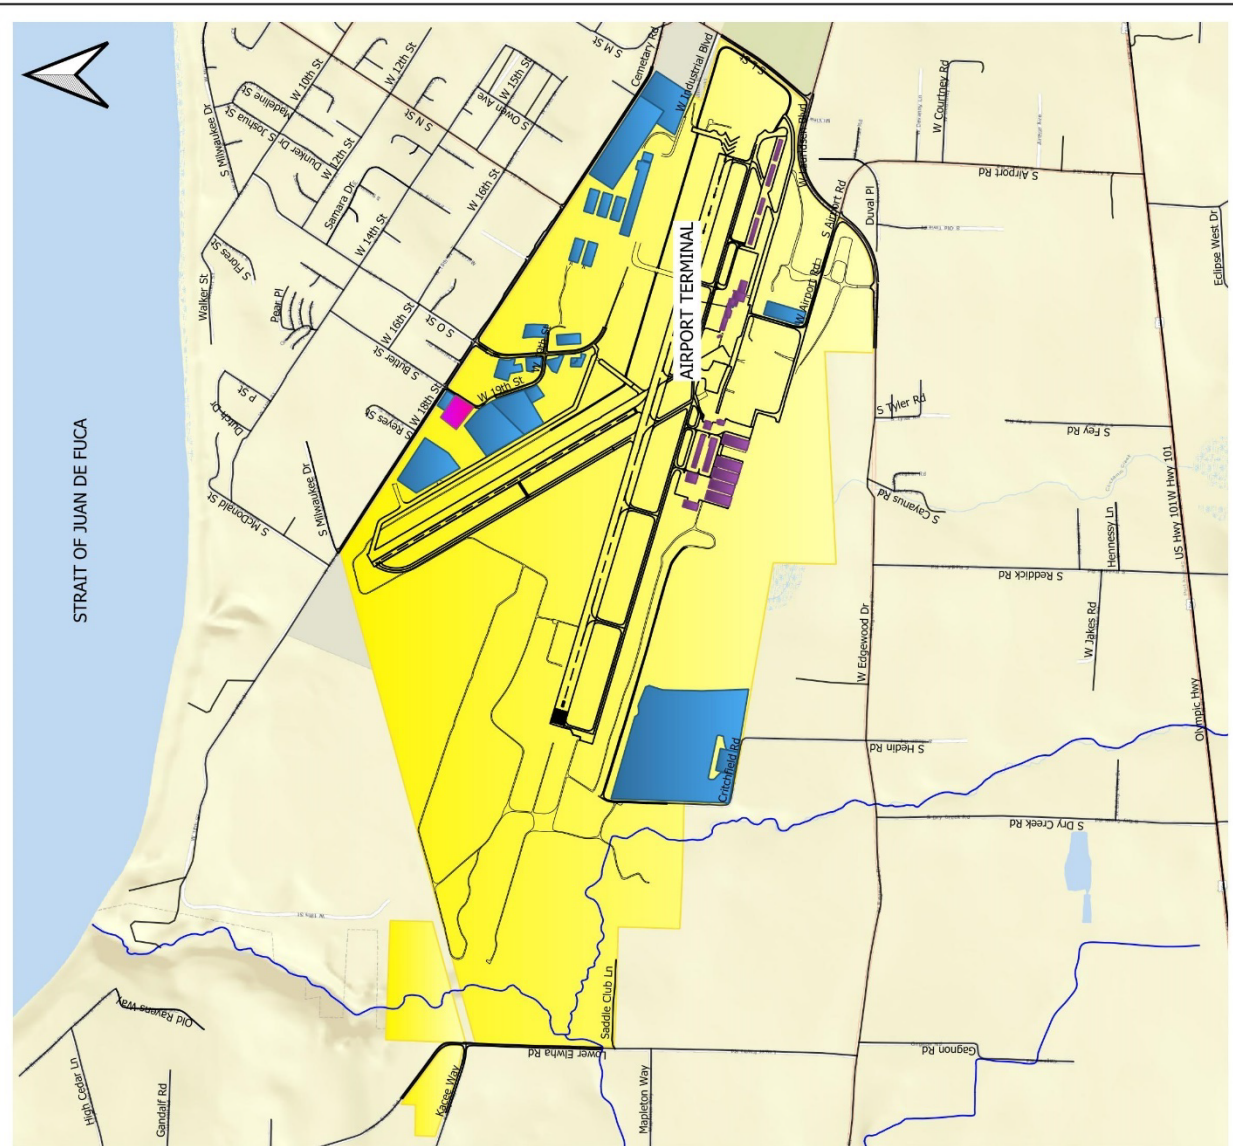 S M St
Cemetary Rd
W Industrial Blvd
W 12th St
W 10th St
W 15th St
S Owen Ave
S N St
Madeline St
S Joshua St
Dunker Dr
W 12th St
S Milwaukee Dr
W 16th St
Samara Dr
W 14th St
W Lauridsen Blvd
W Courtney Rd
S Airport Rd
S Airport Rd
Duval Pl
Eclipse West Dr
S Flores St
Walker St
Pear Pl
W 16th St
S O St
S Butler St
W Airport Rd
AIRPORT TERMINAL
W 19th St
W 18th St
S Reyes St
P St
Dutch Dr
S McDonald St
S Milwaukee Dr
STRAIT OF JUAN DE FUCA
S Tyler Rd
S Fey Rd
S Cayanus Rd
Hennessy Ln
US Hwy 101
W Hwy 101
S Reddick Rd
W Edgewood Dr
W Jakes Rd
Olympic Hwy
Critchfield Rd
S Hedin Rd
S Dry Creek Rd
Old Ravens Way
Saddle Club Ln
Lower Elwha Rd
Gagnon Rd
High Cedar Ln
Gandalf Rd
Kacee Way
Mapleton Way